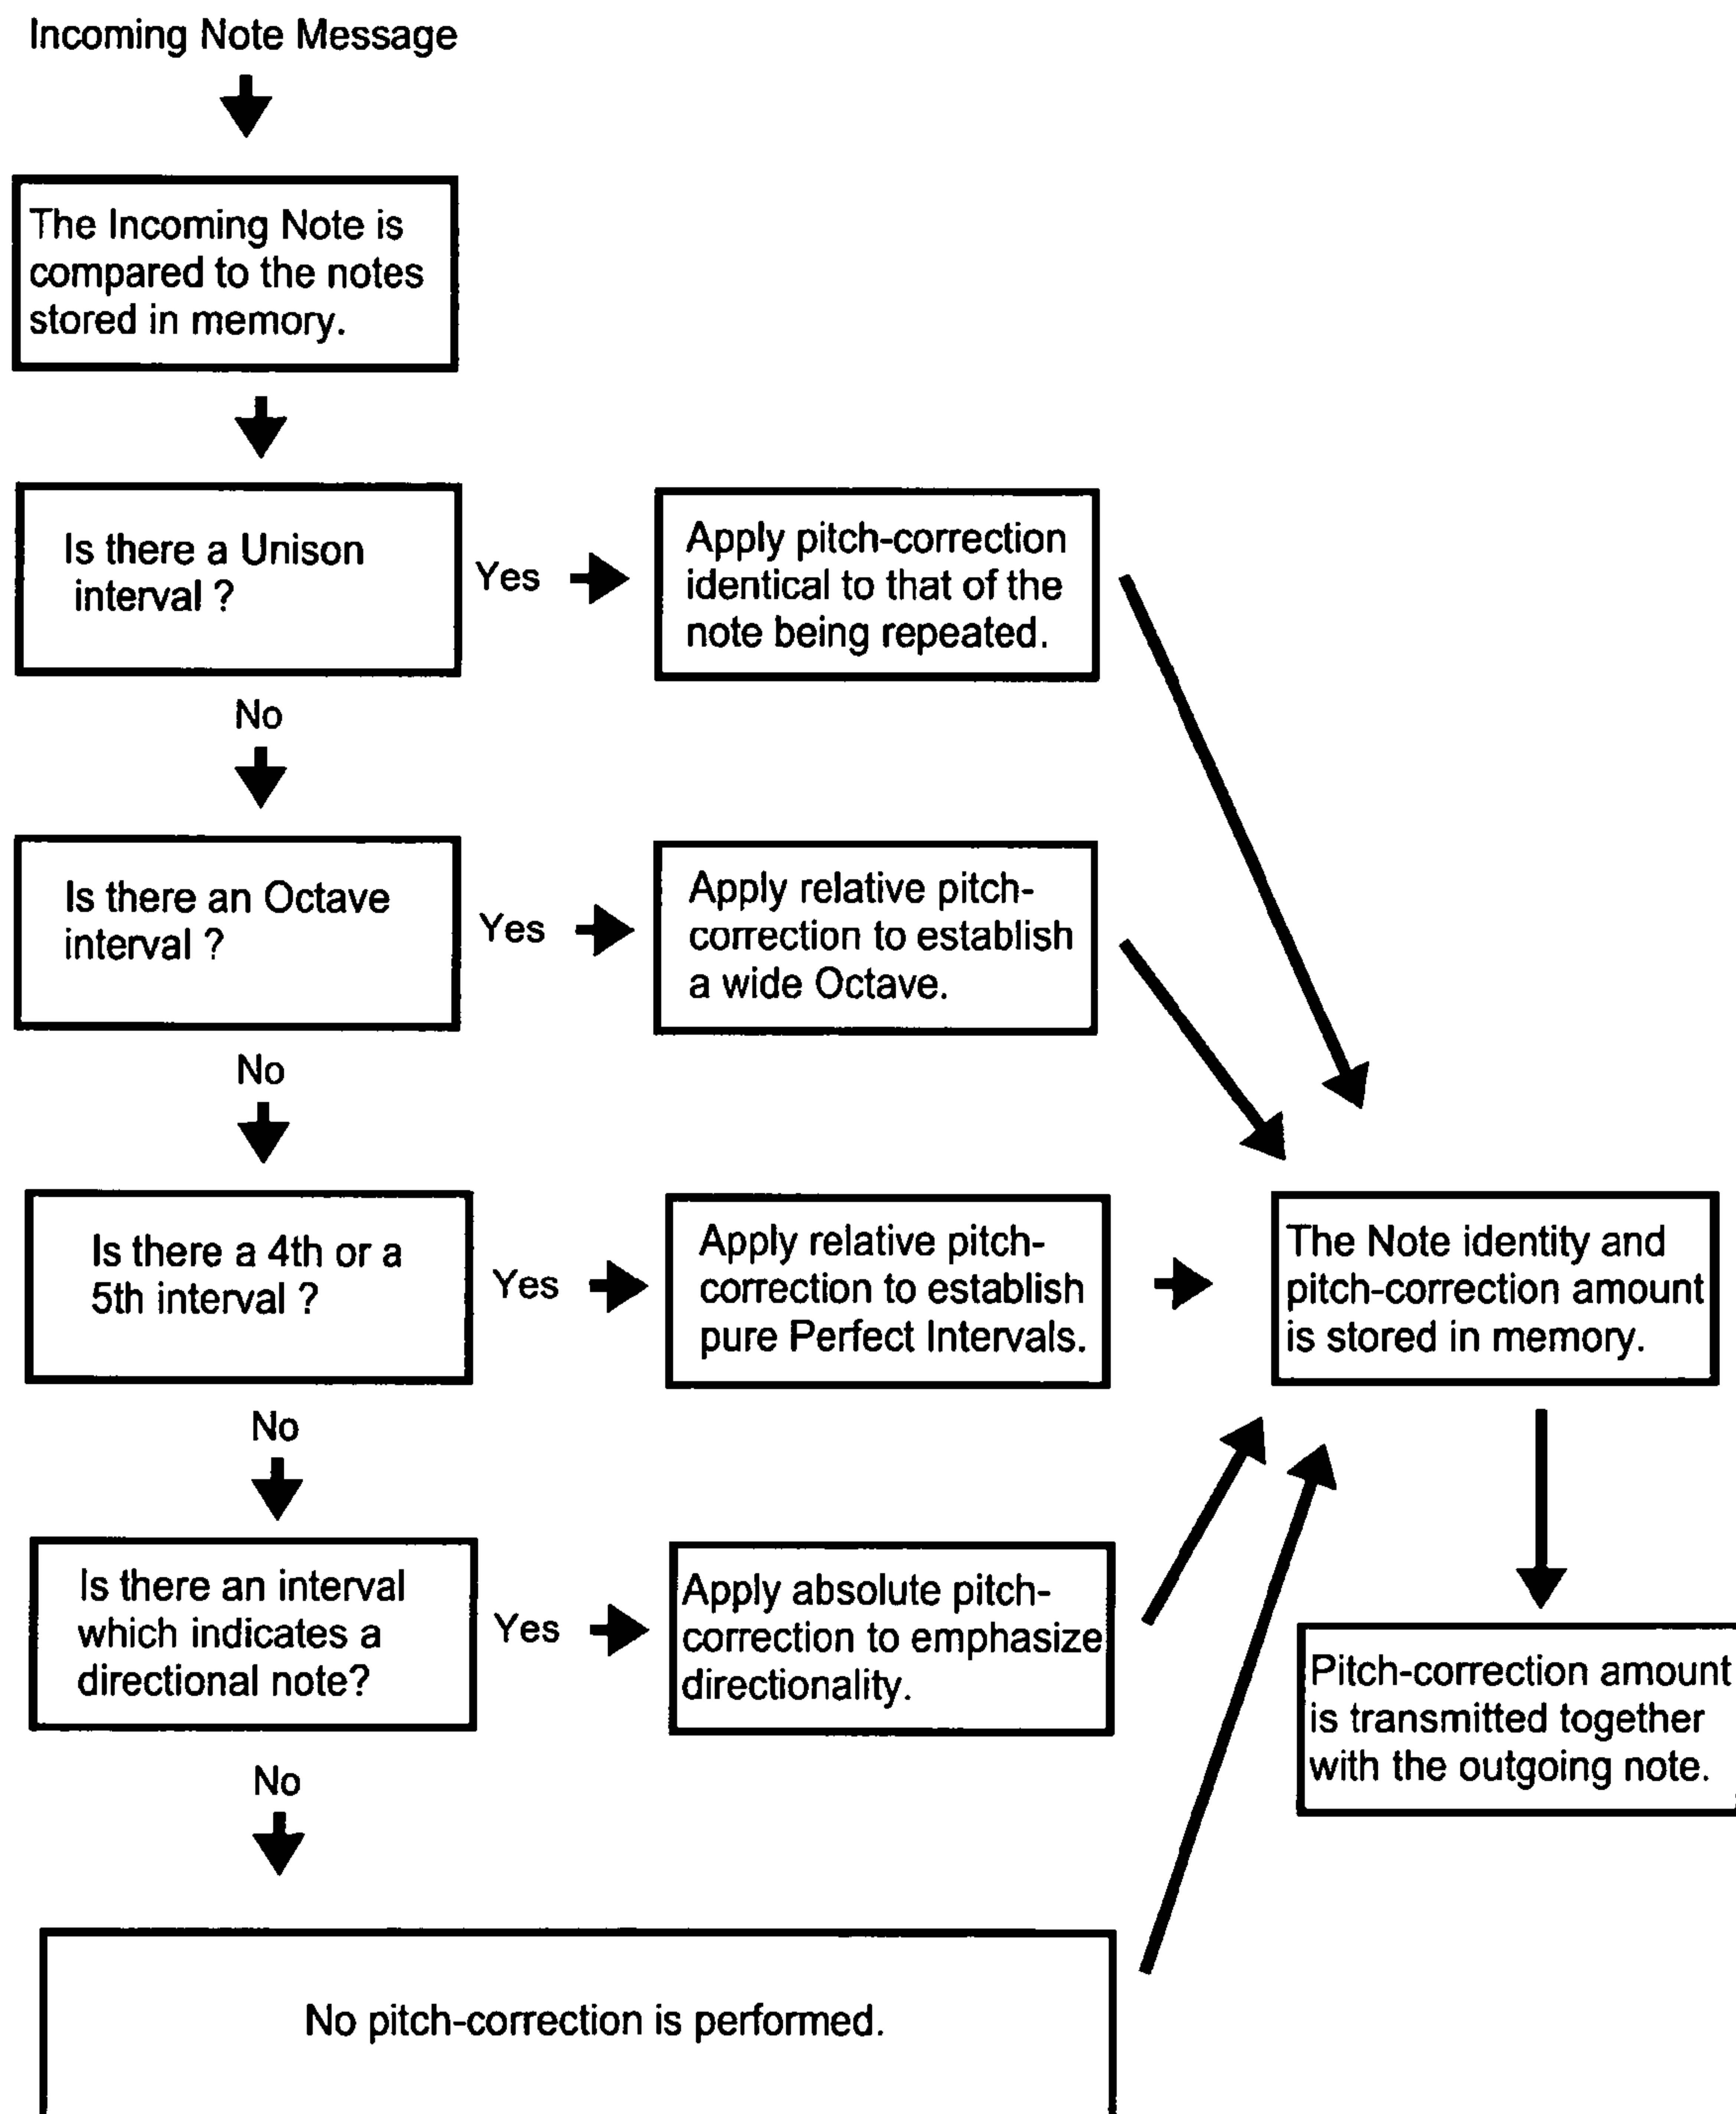 Incoming Note Message
The Incoming Note is
compared to the notes
stored in memory.
Is there a Unison
interval ?
Yes
Apply pitch-correction
identical to that of the
note being repeated.
No
Is there an Octave
interval ?
Yes
Apply relative pitch-
correction to establish
a wide Octave.
No
Is there a 4th or a
5th interval ?
Yes
Apply relative pitch-
correction to establish
pure Perfect Intervals.
The Note identity and
pitch-correction amount
is stored in memory.
No
Is there an interval
which indicates a
directional note?
Yes
Apply absolute pitch-
correction to emphasize
directionality.
Pitch-correction amount
is transmitted together
with the outgoing note.
No
No pitch-correction is performed.